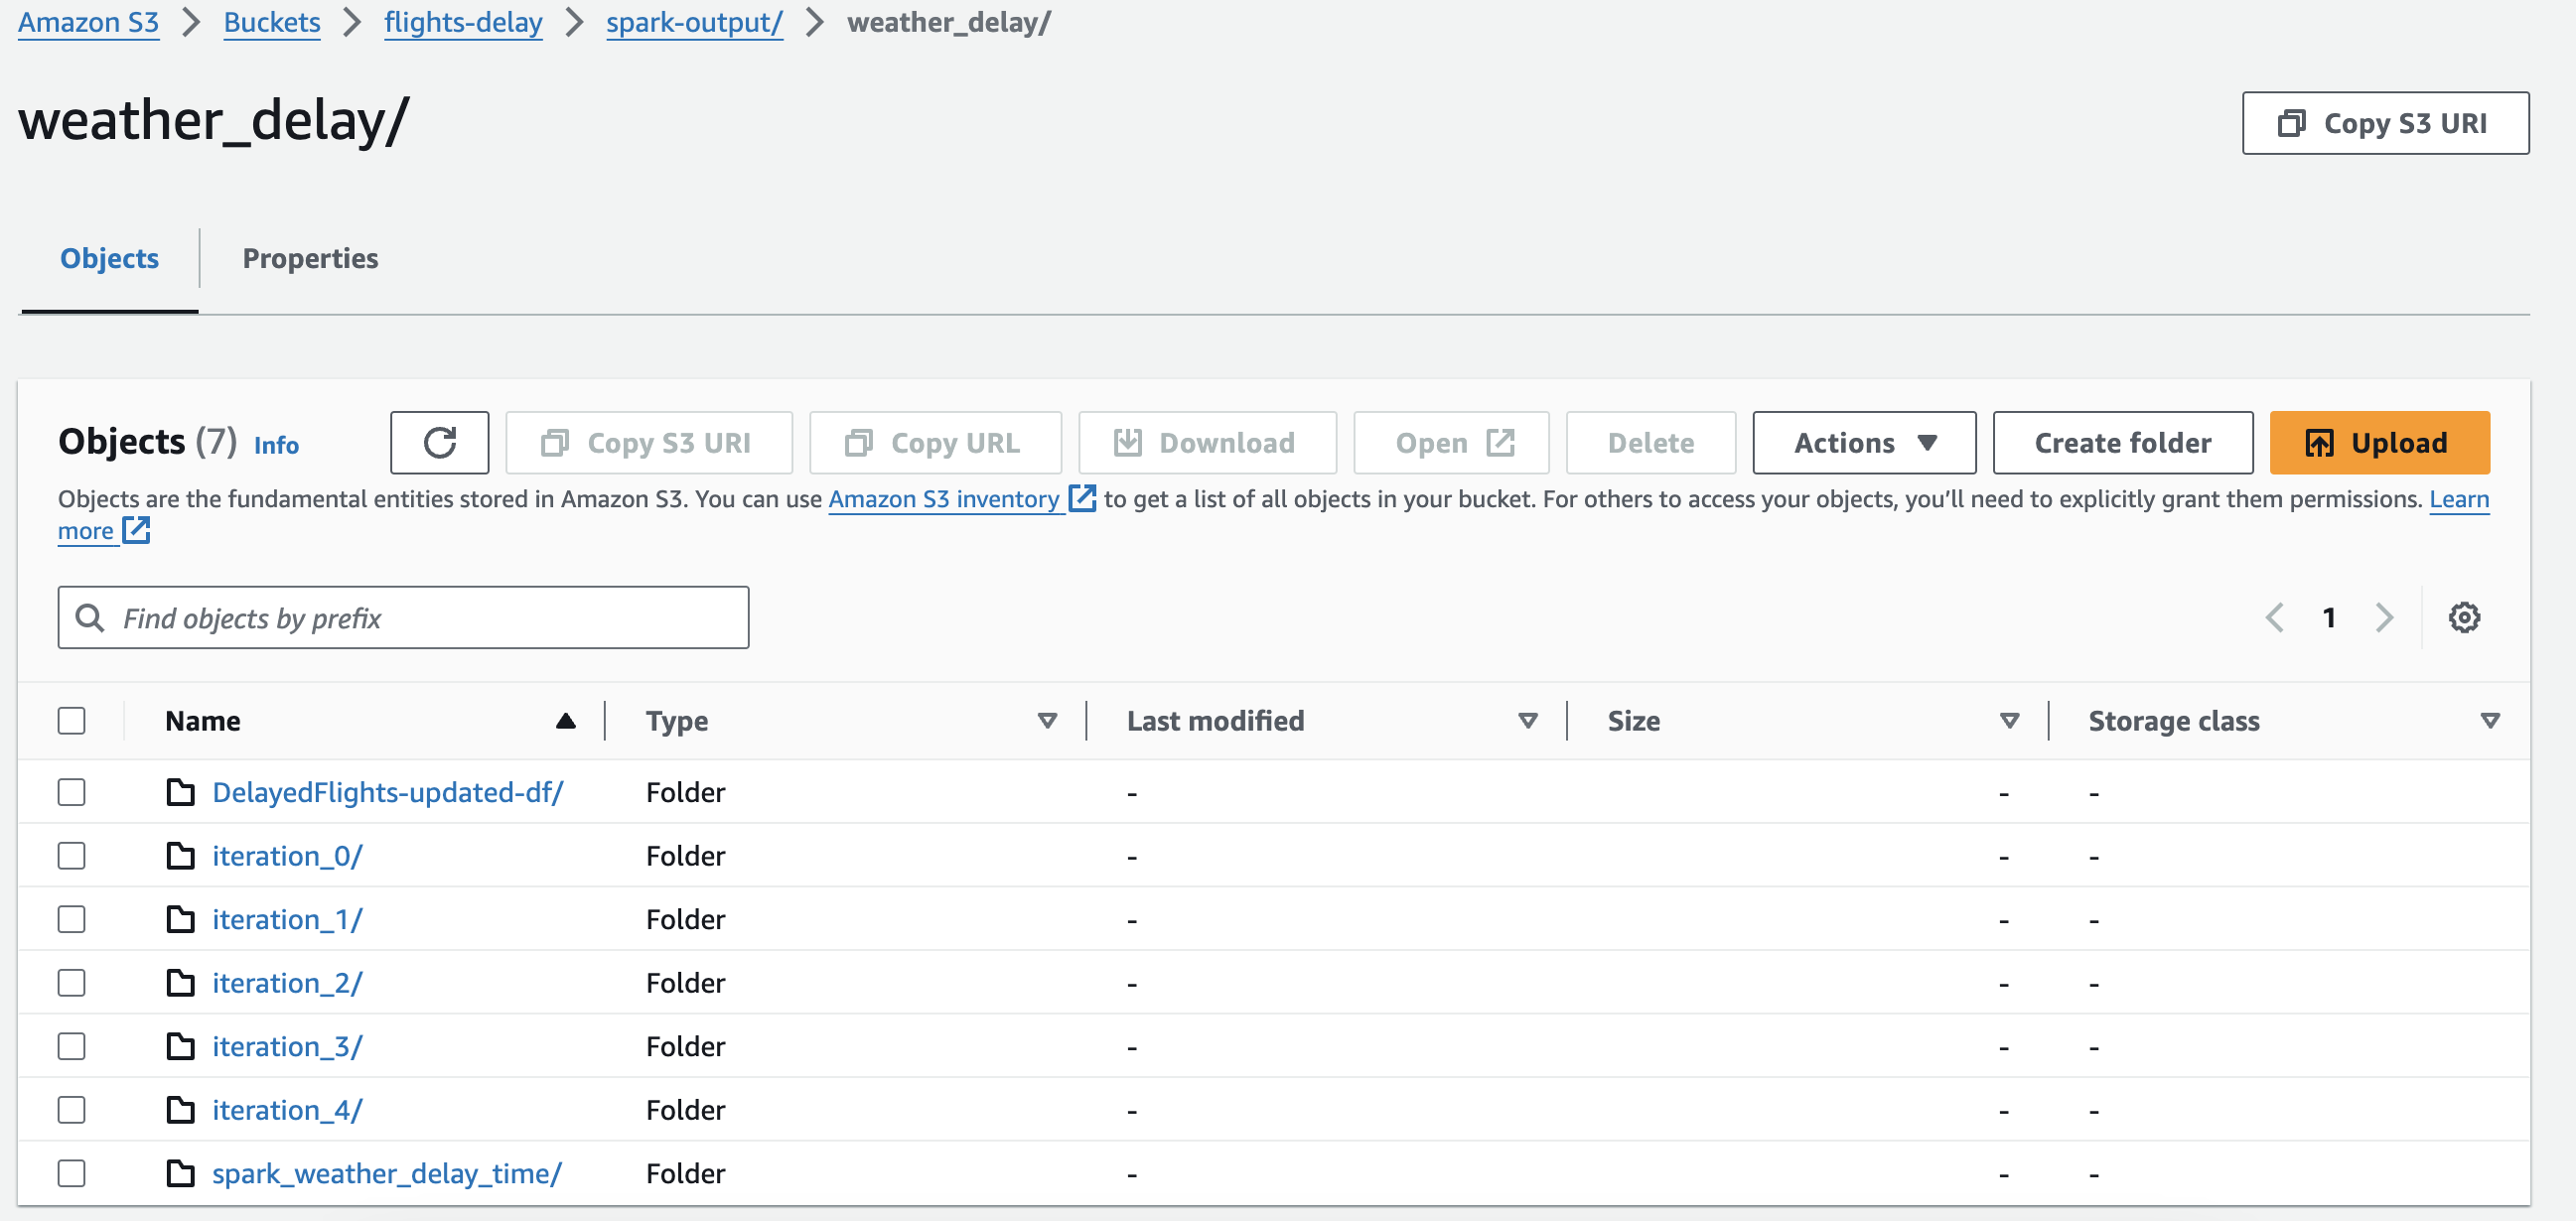 Amazon S3 > Buckets > flights-delay > spark-output/ > weather_delay/
weather_delay/
Copy S3 URI
Objects
Properties
Objects (7) Info
Copy S3 URI
Copy URL
Download
Open
Delete
Actions
Create folder
Upload
Objects are the fundamental entities stored in Amazon S3. You can use Amazon S3 inventory to get a list of all objects in your bucket. For others to access your objects, you’ll need to explicitly grant them permissions. Learn
more
Find objects by prefix
1
Name Type Last modified Size Storage class
DelayedFlights-updated-df/ Folder - - -
iteration_0/ Folder - - -
iteration_1/ Folder - - -
iteration_2/ Folder - - -
iteration_3/ Folder - - -
iteration_4/ Folder - - -
spark_weather_delay_time/ Folder - - -